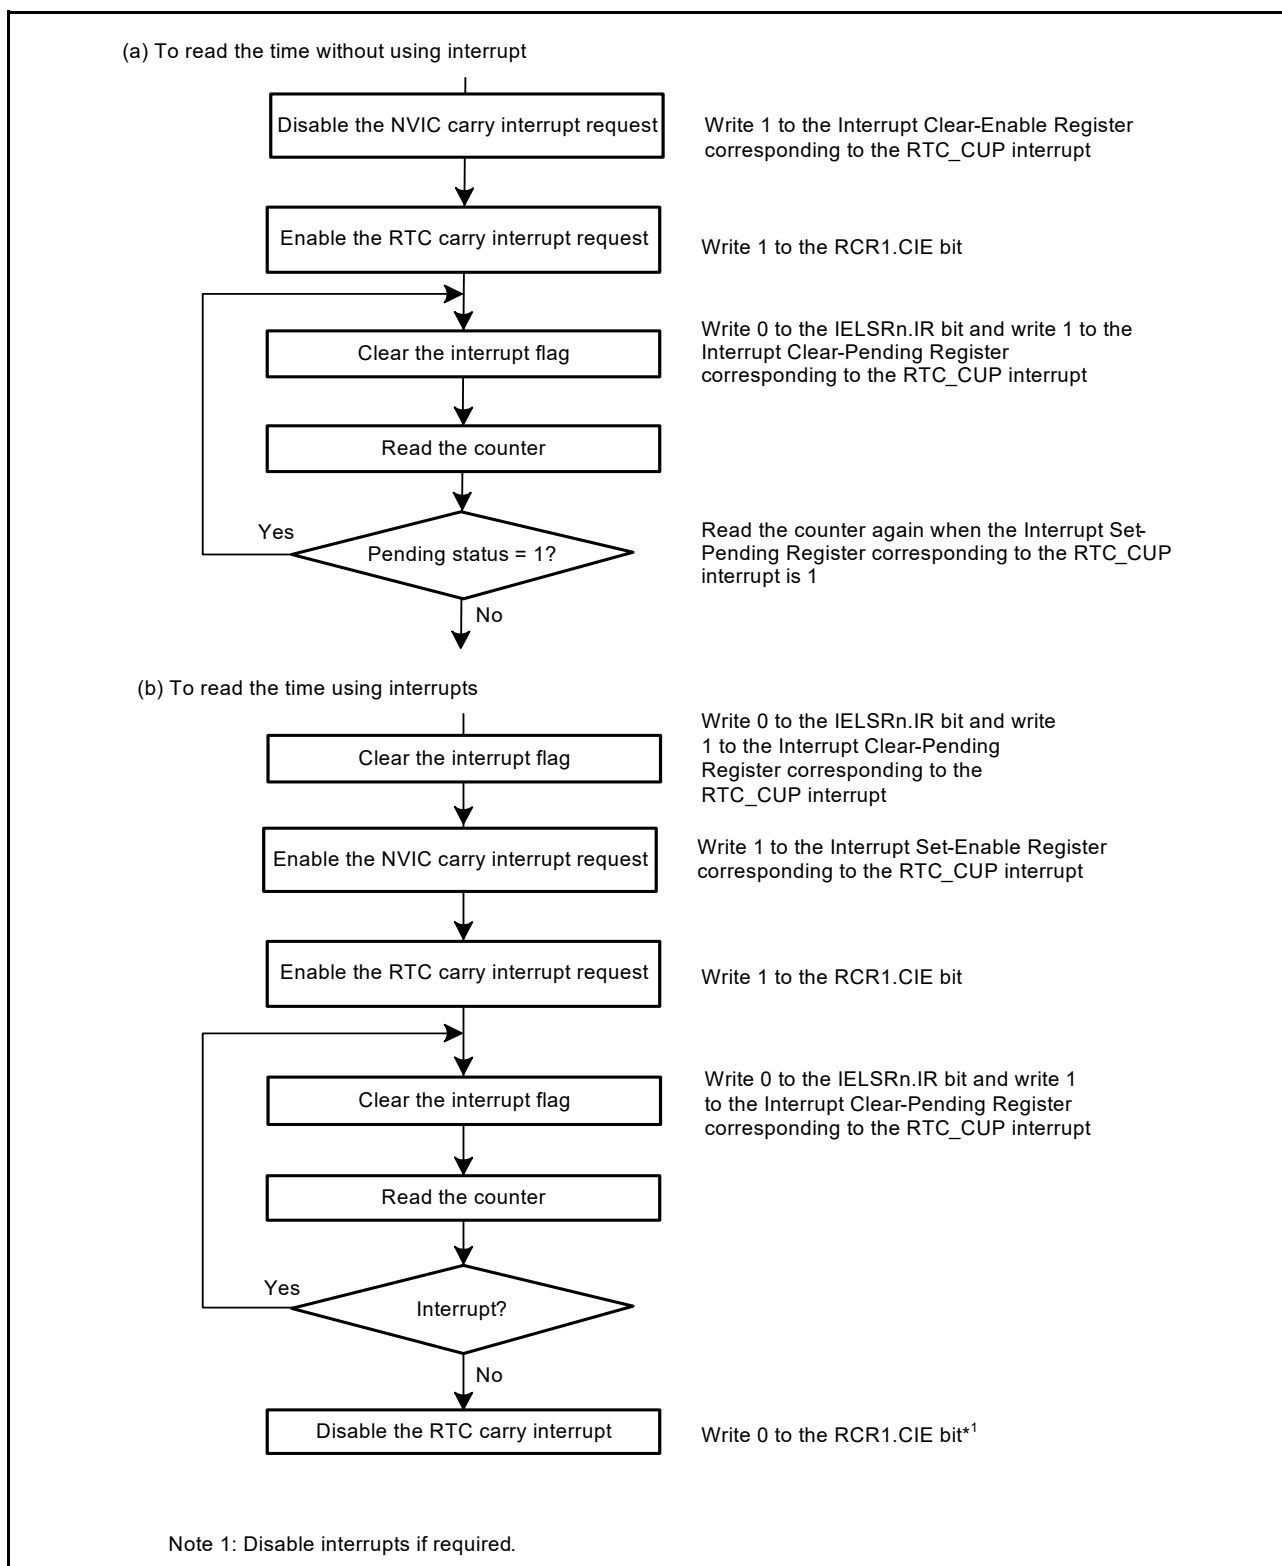 (a) To read the time without using interrupt
Disable the NVIC carry interrupt request
Write 1 to the Interrupt Clear-Enable Register
corresponding to the RTC_CUP interrupt
Enable the RTC carry interrupt request
Write 1 to the RCR1.CIE bit
Clear the interrupt flag
Write 0 to the IELSRn.IR bit and write 1 to the
Interrupt Clear-Pending Register
corresponding to the RTC_CUP interrupt
Read the counter
Yes
Pending status = 1?
Read the counter again when the Interrupt Set-
Pending Register corresponding to the RTC_CUP
interrupt is 1
No
(b) To read the time using interrupts
Clear the interrupt flag
Write 0 to the IELSRn.IR bit and write
1 to the Interrupt Clear-Pending
Register corresponding to the
RTC_CUP interrupt
Enable the NVIC carry interrupt request
Write 1 to the Interrupt Set-Enable Register
corresponding to the RTC_CUP interrupt
Enable the RTC carry interrupt request
Write 1 to the RCR1.CIE bit
Clear the interrupt flag
Write 0 to the IELSRn.IR bit and write 1
to the Interrupt Clear-Pending Register
corresponding to the RTC_CUP interrupt
Read the counter
Yes
Interrupt?
No
Disable the RTC carry interrupt
Write 0 to the RCR1.CIE bit*1
Note 1: Disable interrupts if required.